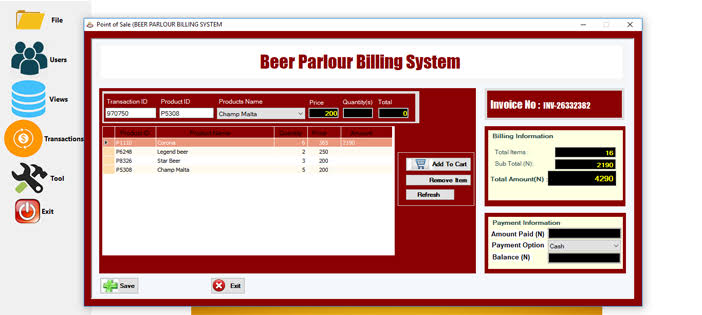 Point of Sale (BEER PARLOUR BILLING SYSTEM
File
Users
Views
Transactions
Tool
Exit
Beer Parlour Billing System
Transaction ID Product ID Products Name Price Quantity(s) Total
970750 P5308 Champ Malta 200 0
Product ID Product Name Quantity Price Amount
P1110 Corona 6 365 2190
P6248 Legend beer 2 250
P8326 Star Beer 3 200
P5308 Champ Malta 5 200
Add To Cart
Remove Item
Refresh
Save
Exit
Invoice No : INV-26332382
Billing Information
Total Items : 16
Sub Total (N): 2190
Total Amount(N) : 4290
Payment Information
Amount Paid (N)
Payment Option Cash
Balance (N)